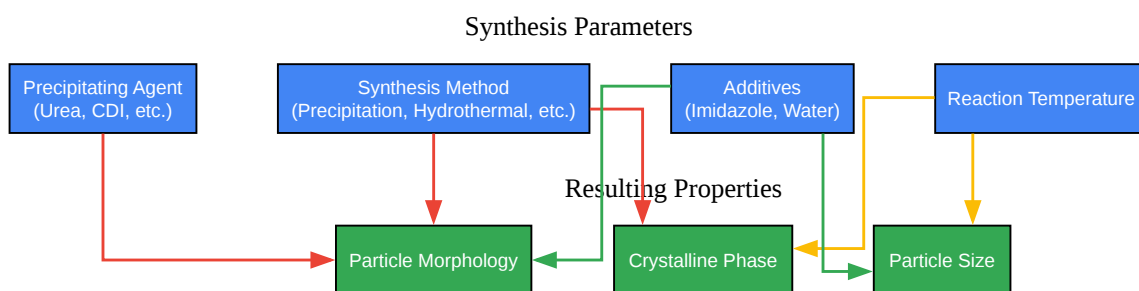 Synthesis Parameters
Precipitating Agent
(Urea, CDI, etc.)
Synthesis Method
(Precipitation, Hydrothermal, etc.)
Additives
(Imidazole, Water)
Reaction Temperature
Resulting Properties
Particle Morphology
Crystalline Phase
Particle Size